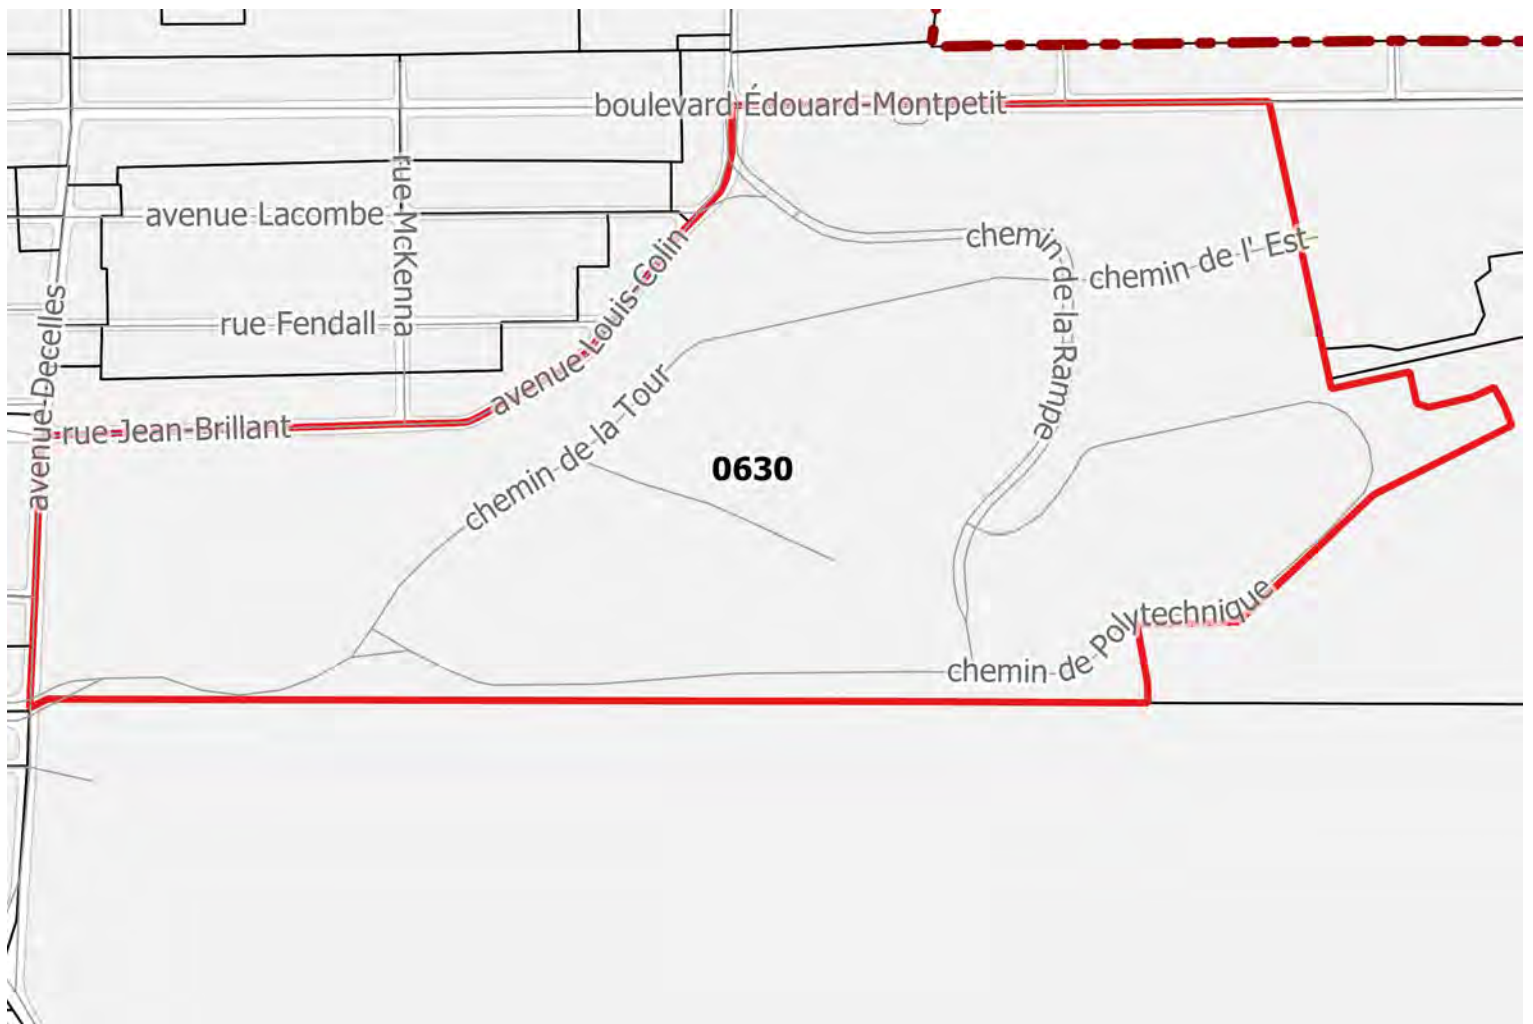 boulevard Édouard-Montpetit
rue McKenna
avenue Lacombe
chemin de la Rampe
chemin de l' Est
avenue Louis-Colin
rue Fendall
avenue Decelles
chemin de la Tour
rue Jean-Brillant
0630
chemin de Polytechnique